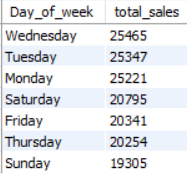 Day_of_week total_sales
Wednesday 25465
Tuesday 25347
Monday 25221
Saturday 20795
Friday 20341
Thursday 20254
Sunday 19305